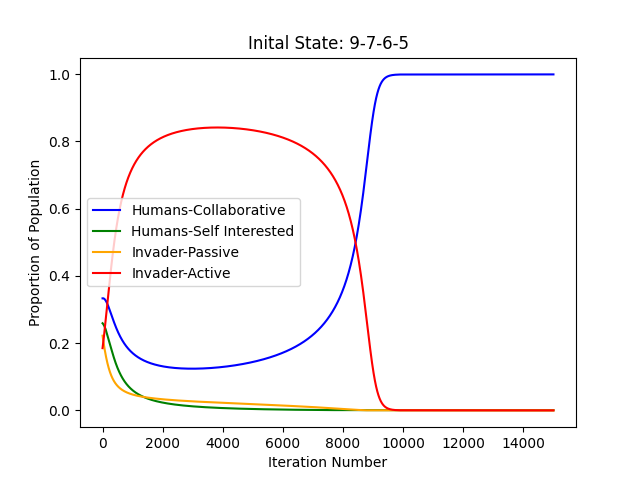 Inital State: 9-7-6-5
1.0
0.8
0.6
0.4
0.2
0.0
Proportion of Population
Humans-Collaborative
Humans-Self Interested
Invader-Passive
Invader-Active
0 2000 4000 6000 8000 10000 12000 14000
Iteration Number